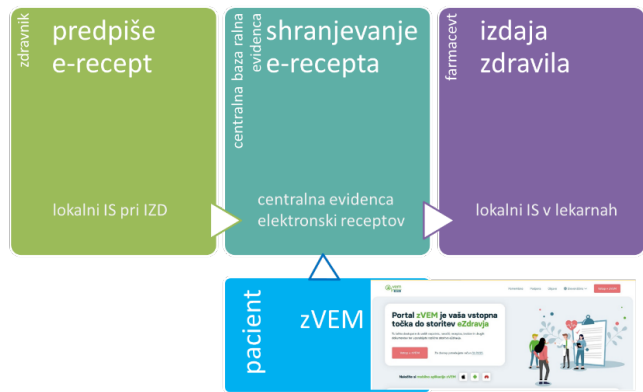 zdravnik
predpiše
e-recept
lokalni IS pri IZD
centralna baza ralna
evidenca
shranjevanje
e-recepta
centralna evidenca
elektronski receptov
farmacevt
izdaja
zdravila
lokalni IS v lekarnah
pacient
zVEM
Portal zVEM je vaša vstopna
točka do storitev eZdravja